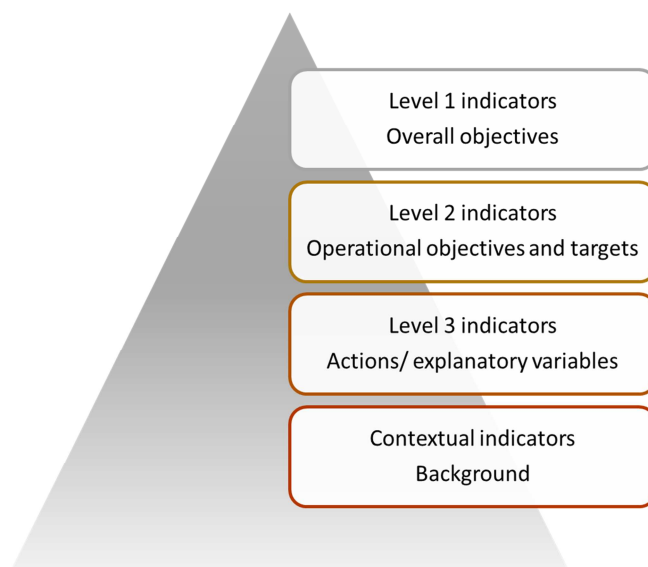 Level 1 indicators
Overall objectives
Level 2 indicators
Operational objectives and targets
Level 3 indicators
Actions/ explanatory variables
Contextual indicators
Background